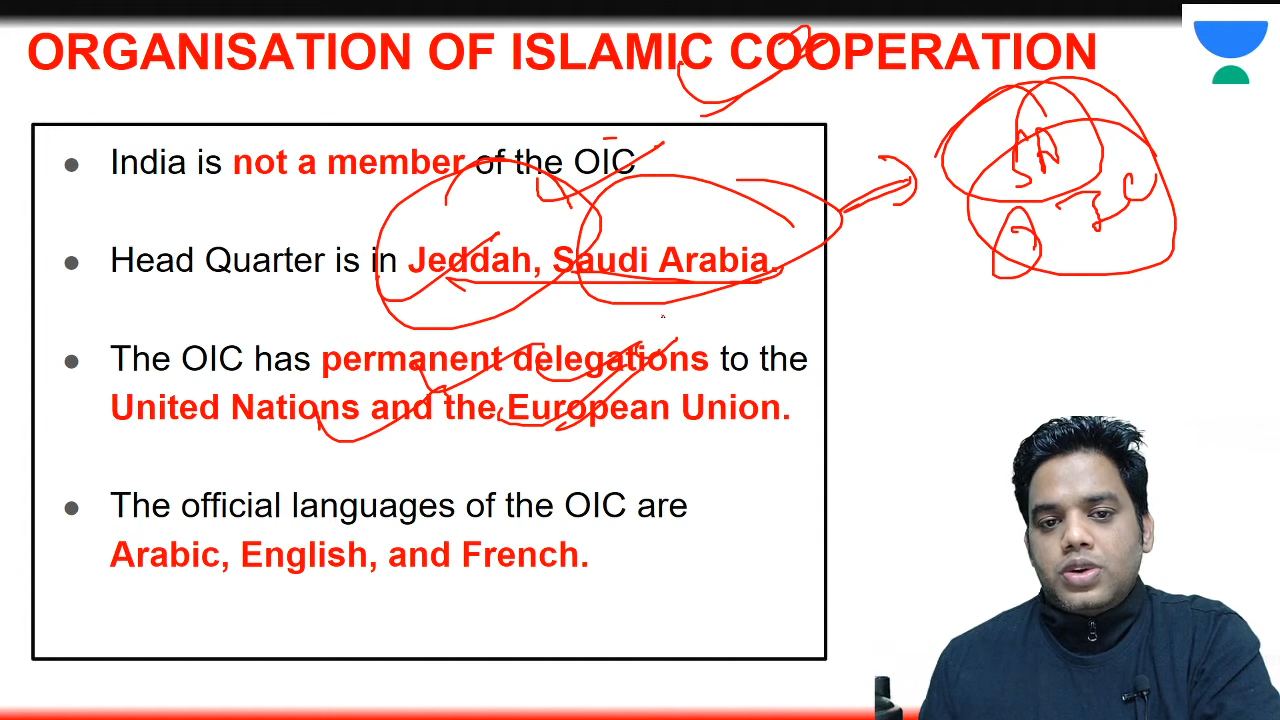 ORGANISATION OF ISLAMIC COOPERATION
● India is not a member of the OIC
● Head Quarter is in Jeddah, Saudi Arabia.
● The OIC has permanent delegations to the
United Nations and the European Union.
● The official languages of the OIC are
Arabic, English, and French.